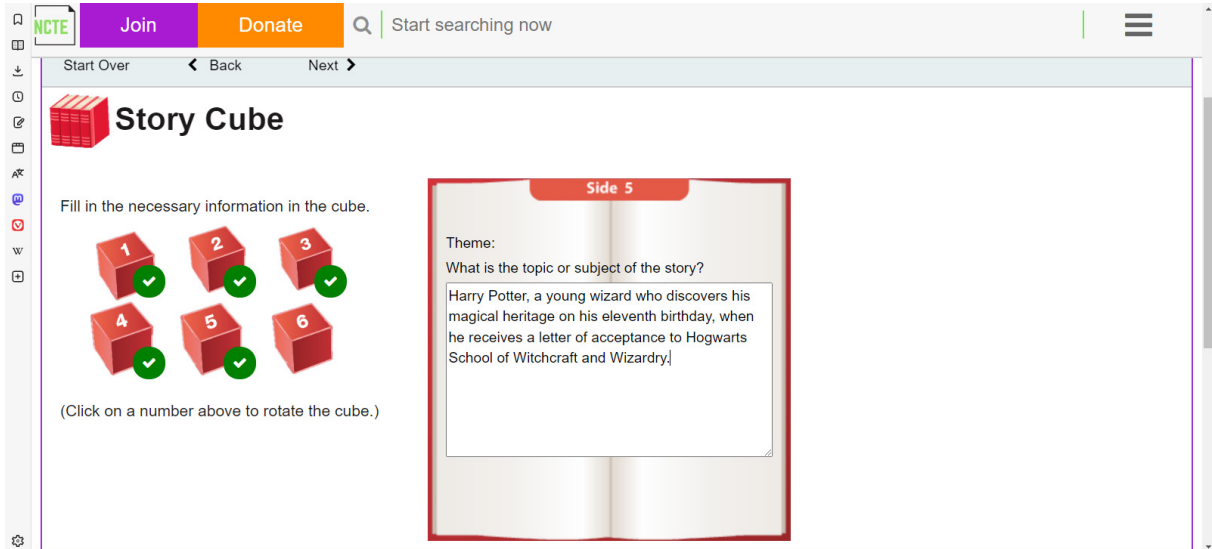 NCTE Join Donate Start searching now
Start Over Back Next
Story Cube
Side 5
Fill in the necessary information in the cube.
1 2 3
4 5 6
(Click on a number above to rotate the cube.)
Theme:
What is the topic or subject of the story?
Harry Potter, a young wizard who discovers his
magical heritage on his eleventh birthday, when
he receives a letter of acceptance to Hogwarts
School of Witchcraft and Wizardry.